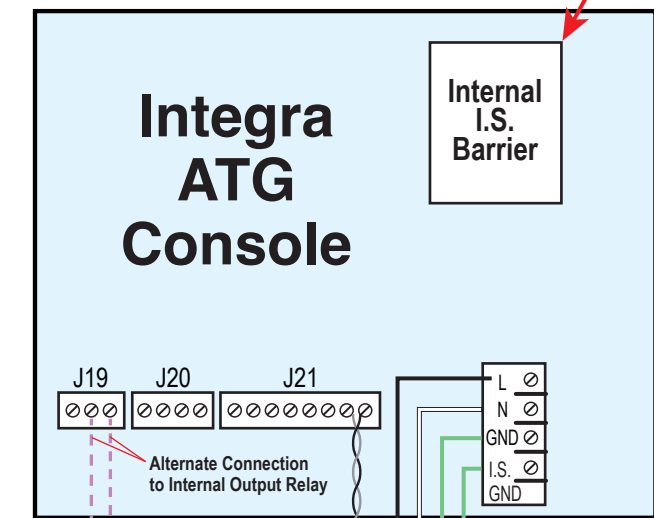 Integra
ATG
Console
Internal
I.S.
Barrier
J19
J20
J21
Alternate Connection
to Internal Output Relay
L
N
GND
I.S.
GND